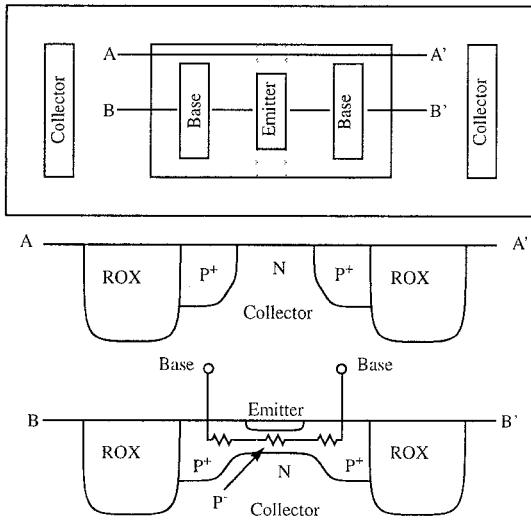 A A'
B B'
Collector
Base
Emitter
Base
Collector
A A'
ROX P+ N P+ ROX
Collector
Base Base
Emitter
B B'
ROX P+ N P+ ROX
P-
Collector